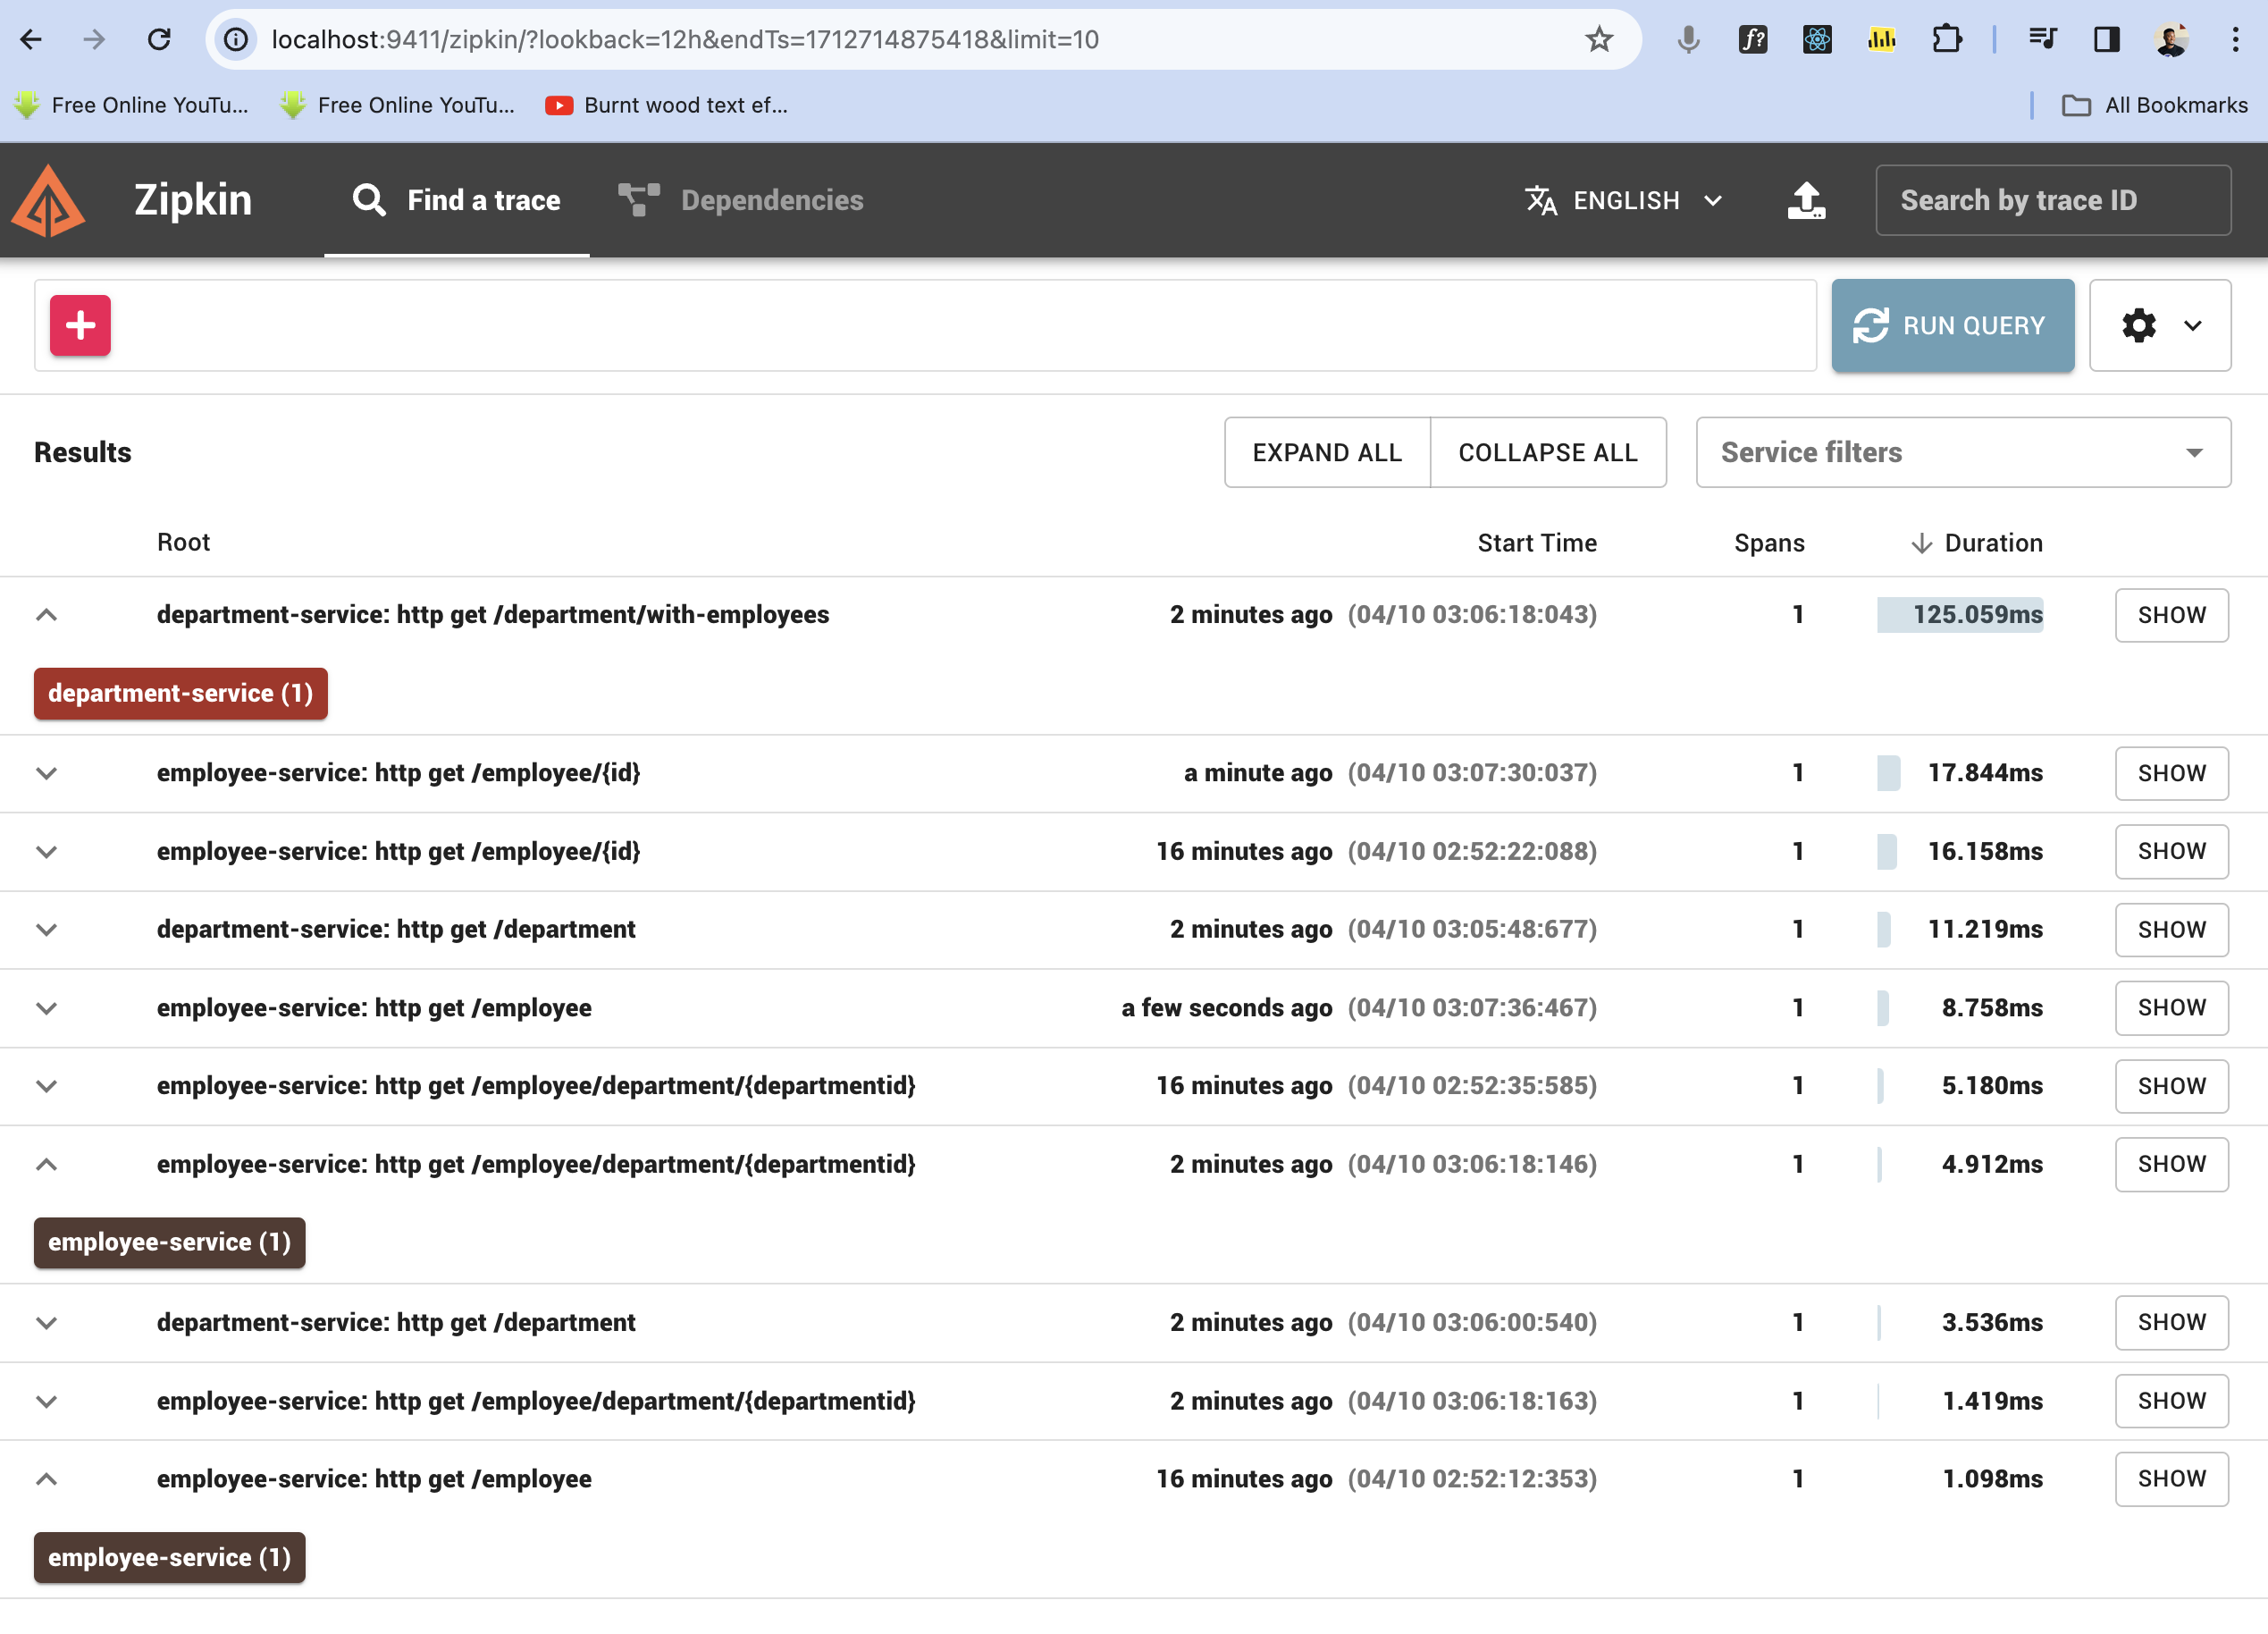 localhost:9411/zipkin/?lookback=12h&endTs=1712714875418&limit=10
Free Online YouTu... Free Online YouTu... Burnt wood text ef... All Bookmarks
Zipkin Find a trace Dependencies ENGLISH Search by trace ID
RUN QUERY
Results EXPAND ALL COLLAPSE ALL Service filters
Root Start Time Spans Duration
department-service: http get /department/with-employees 2 minutes ago (04/10 03:06:18:043) 1 125.059ms SHOW
department-service (1)
employee-service: http get /employee/{id} a minute ago (04/10 03:07:30:037) 1 17.844ms SHOW
employee-service: http get /employee/{id} 16 minutes ago (04/10 02:52:22:088) 1 16.158ms SHOW
department-service: http get /department 2 minutes ago (04/10 03:05:48:677) 1 11.219ms SHOW
employee-service: http get /employee a few seconds ago (04/10 03:07:36:467) 1 8.758ms SHOW
employee-service: http get /employee/department/{departmentid} 16 minutes ago (04/10 02:52:35:585) 1 5.180ms SHOW
employee-service: http get /employee/department/{departmentid} 2 minutes ago (04/10 03:06:18:146) 1 4.912ms SHOW
employee-service (1)
department-service: http get /department 2 minutes ago (04/10 03:06:00:540) 1 3.536ms SHOW
employee-service: http get /employee/department/{departmentid} 2 minutes ago (04/10 03:06:18:163) 1 1.419ms SHOW
employee-service: http get /employee 16 minutes ago (04/10 02:52:12:353) 1 1.098ms SHOW
employee-service (1)